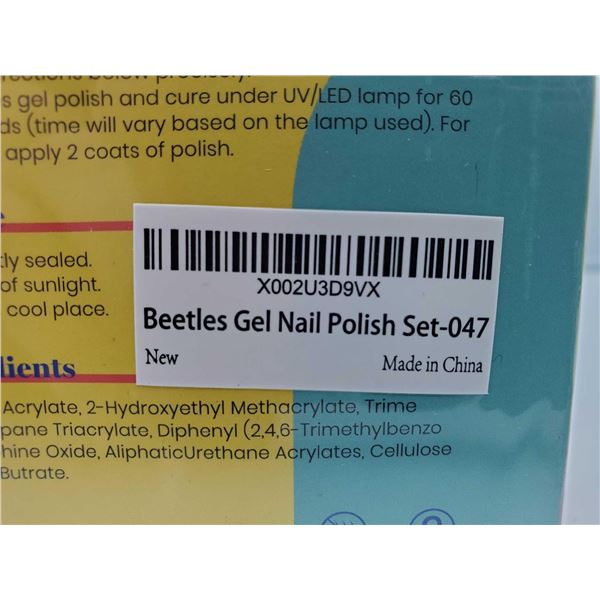 below precisely.
s gel polish and cure under UV/LED lamp for 60
ds (time will vary based on the lamp used). For
apply 2 coats of polish.
tly sealed.
of sunlight.
cool place.
X002U3D9VX
Beetles Gel Nail Polish Set-047
New Made in China
lients
Acrylate, 2-Hydroxyethyl Methacrylate, Trime
pane Triacrylate, Diphenyl (2,4,6-Trimethylbenzo
hine Oxide, AliphaticUrethane Acrylates, Cellulose
Butrate.